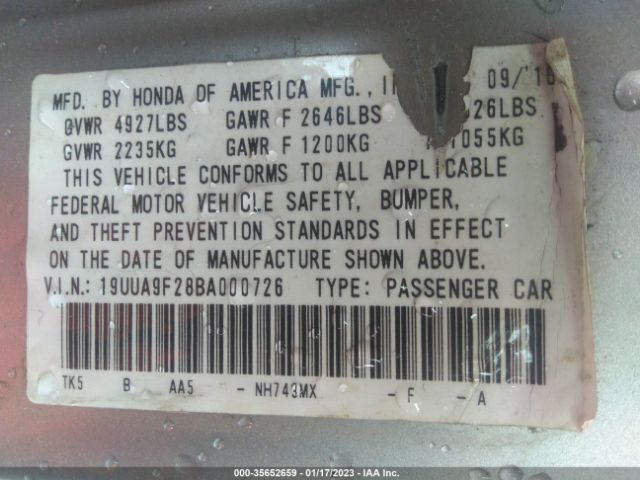 MFD. BY HONDA OF AMERICA MFG., 09/'10
GVWR 4927LBS GAWR F 2646LBS 26LBS
GVWR 2235KG GAWR F 1200KG 1055KG
THIS VEHICLE CONFORMS TO ALL APPLICABLE
FEDERAL MOTOR VEHICLE SAFETY, BUMPER,
AND THEFT PREVENTION STANDARDS IN EFFECT
ON THE DATE OF MANUFACTURE SHOWN ABOVE.
V.I.N.: 19UUA9F28BA000726 TYPE: PASSENGER CAR
TK5 B AA5 - NH743MX - F - A
000-35652659 - 01/17/2023 - IAA Inc.